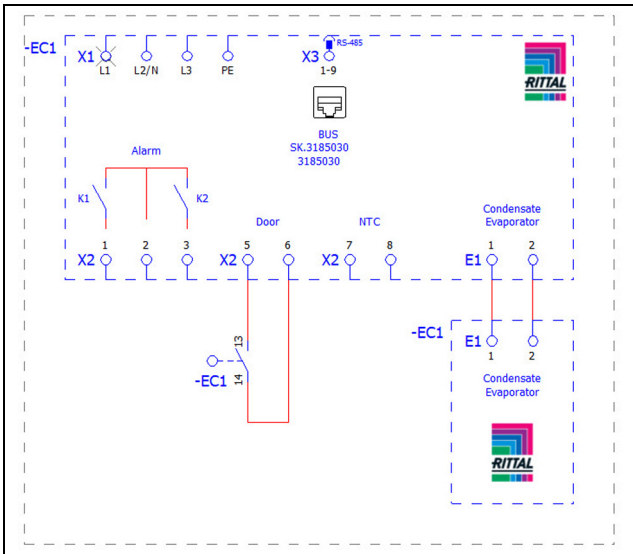 -EC1
X1
L1
L2/N
L3
PE
X3
RS-485
1-9
RITTAL
BUS
SK.3185030
3185030
Alarm
K1
K2
Door
NTC
Condensate
Evaporator
X2
1
2
3
X2
5
6
X2
7
8
E1
1
2
-EC1
13
14
-EC1
E1
1
2
Condensate
Evaporator
RITTAL